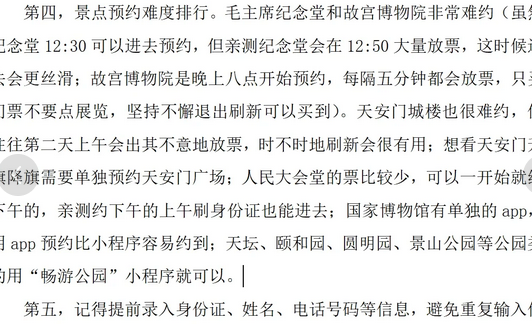 第四，景点预约难度排行。毛主席纪念堂和故宫博物院非常难约（虽
纪念堂 12:30 可以进去预约，但亲测纪念堂会在 12:50 大量放票，这时候
去会更丝滑；故宫博物院是晚上八点开始预约，每隔五分钟都会放票，只
门票不要点展览，坚持不懈退出刷新可以买到）。天安门城楼也很难约，
往往第二天上午会出其不意地放票，时不时地刷新会很有用；想看天安门
旗降旗需要单独预约天安门广场；人民大会堂的票比较少，可以一开始就
下午的，亲测约下午的上午刷身份证也能进去；国家博物馆有单独的 app，
用 app 预约比小程序容易约到；天坛、颐和园、圆明园、景山公园等公园
的用“畅游公园”小程序就可以。
第五，记得提前录入身份证、姓名、电话号码等信息，避免重复输入